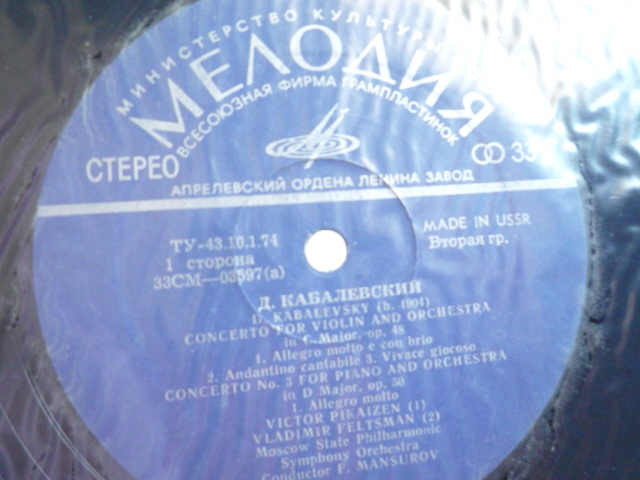 МИНИСТЕРСТВО КУЛЬТУРЫ
МЕЛОДИЯ
ВСЕСОЮЗНАЯ ФИРМА ГРАМПЛАСТИНОК
СТЕРЕО
33
АПРЕЛЕВСКИЙ ОРДЕНА ЛЕНИНА ЗАВОД
ТУ-43.10.1.74
1 сторона
33СМ—03597(а)
MADE IN USSR
Вторая гр.
Д. КАБАЛЕВСКИЙ
D. KABALEVSKY (b. 1904)
CONCERTO FOR VIOLIN AND ORCHESTRA
in C Major, op. 48
1. Allegro molto e con brio
2. Andantino cantabile 3. Vivace giocoso
CONCERTO No. 3 FOR PIANO AND ORCHESTRA
in D Major, op. 50
1. Allegro molto
VICTOR PIKAIZEN (1)
VLADIMIR FELTSMAN (2)
Moscow State Philharmonic
Symphony Orchestra
Conductor F. MANSUROV